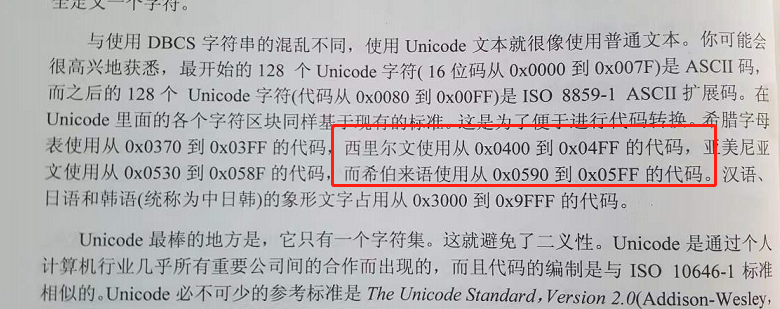 全定义一个字符。
与使用 DBCS 字符串的混乱不同，使用 Unicode 文本就很像使用普通文本。你可能会
很高兴地获悉，最开始的 128 个 Unicode 字符( 16 位码从 0x0000 到 0x007F)是 ASCII 码，
而之后的 128 个 Unicode 字符(代码从 0x0080 到 0x00FF)是 ISO 8859-1 ASCII 扩展码。在
Unicode 里面的各个字符区块同样基于现有的标准。这是为了便于进行代码转换。希腊字母
表使用从 0x0370 到 0x03FF 的代码，西里尔文使用从 0x0400 到 0x04FF 的代码，亚美尼亚
文使用从 0x0530 到 0x058F 的代码，而希伯来语使用从 0x0590 到 0x05FF 的代码。汉语、
日语和韩语(统称为中日韩)的象形文字占用从 0x3000 到 0x9FFF 的代码。
Unicode 最棒的地方是，它只有一个字符集。这就避免了二义性。Unicode 是通过个人
计算机行业几乎所有重要公司间的合作而出现的，而且代码的编制是与 ISO 10646-1 标准
相似的。Unicode 必不可少的参考标准是 The Unicode Standard，Version 2.0(Addison-Wesley,